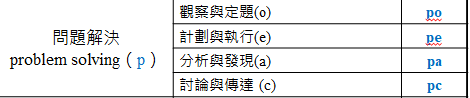 問題解決
problem solving（p）
觀察與定題(o) po
計劃與執行(e) pe
分析與發現(a) pa
討論與傳達 (c) pc